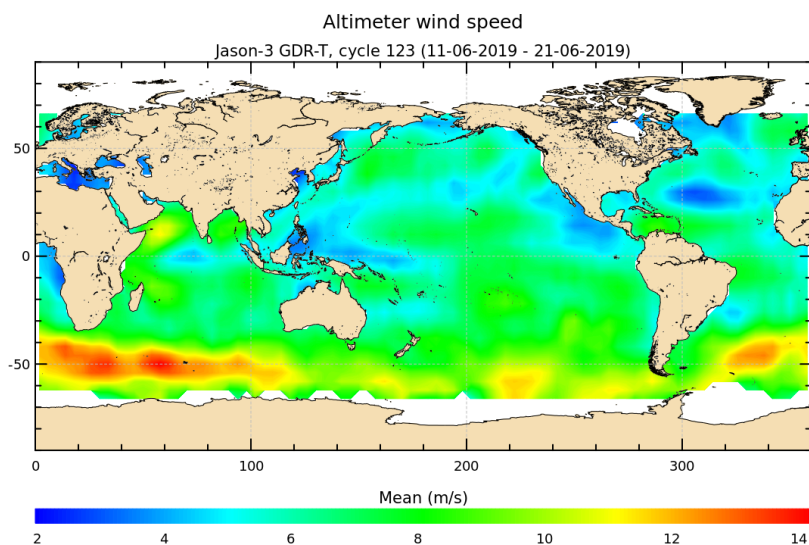 Altimeter wind speed
Jason-3 GDR-T, cycle 123 (11-06-2019 - 21-06-2019)
50
0
-50
0 100 200 300
Mean (m/s)
2 4 6 8 10 12 14